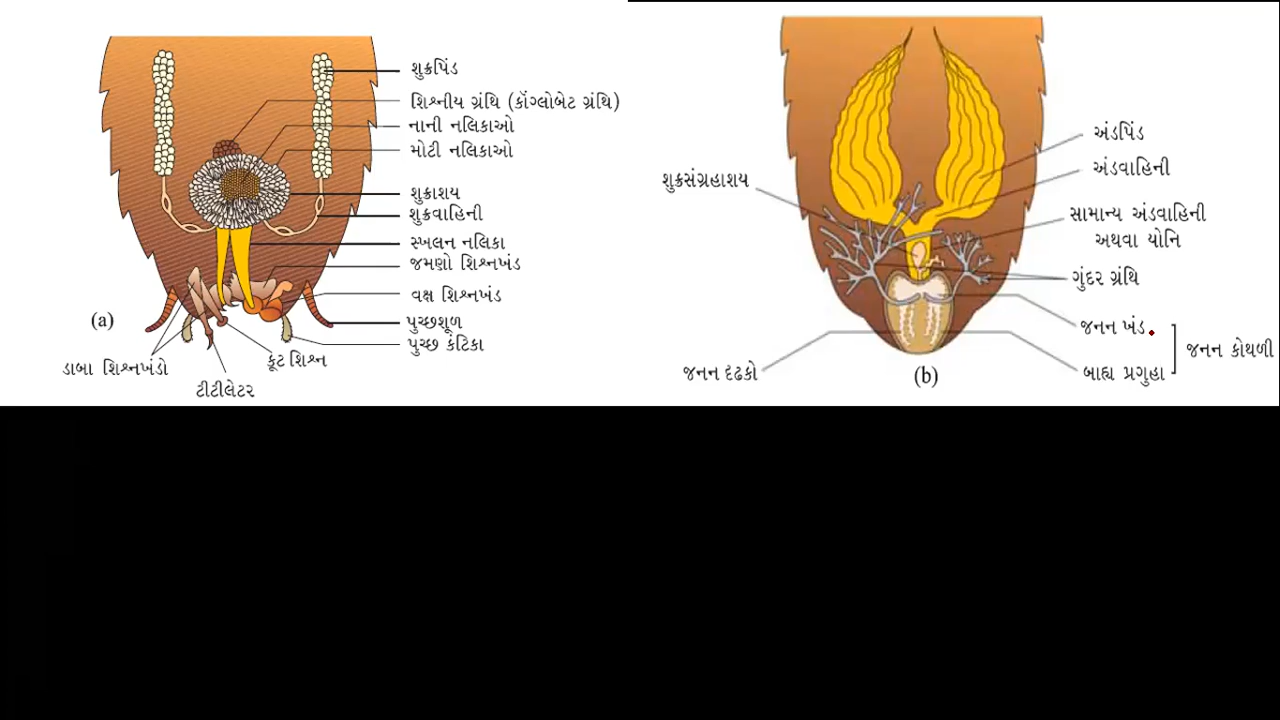 શુક્રપિંડ
શિશ્નીય ગ્રંથિ (કૉંગ્લોબેટ ગ્રંથિ)
નાની નલિકાઓ
મોટી નલિકાઓ
શુક્રાશય
શુક્રવાહિની
સ્ખલન નલિકા
જમણો શિશ્નખંડ
વક્ષ શિશ્નખંડ
પુચ્છશૂળ
પુચ્છ કંટિકા
(a)
ડાબા શિશ્નખંડો
કૂટ શિશ્ન
ટીટીલેટર
અંડપિંડ
અંડવાહિની
શુક્રસંગ્રહાશય
સામાન્ય અંડવાહિની
અથવા યોનિ
ગુંદર ગ્રંથિ
જનન ખંડ
જનન કોથળી
બાહ્ય પ્રગુહા
જનન દંઢકો
(b)